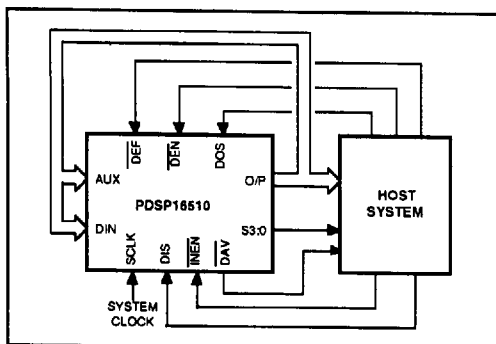 DEF DEN DOS
AUX O/P
PDSP16510
HOST
SYSTEM
DIN S3:0
SCLK DIS INEN DAV
SYSTEM
CLOCK